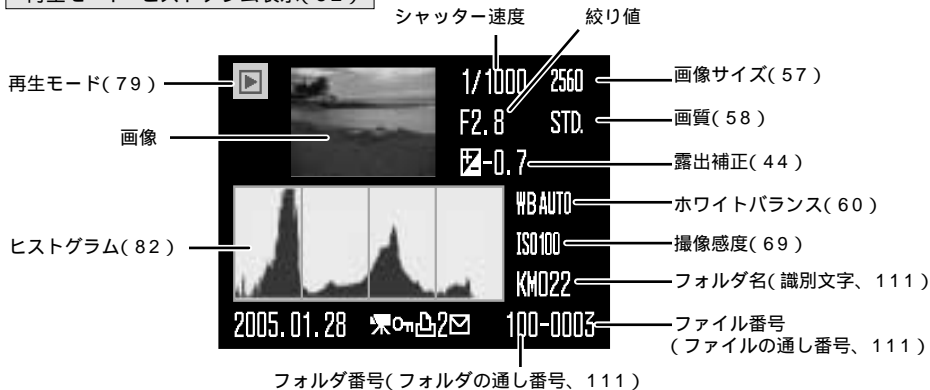 再生モード ヒストグラム表示(82)
シャッター速度
絞り値
再生モード(79)
画像
1/1000 2560
F2.8 STD.
-0.7
画像サイズ(57)
画質(58)
露出補正(44)
ヒストグラム(82)
WB AUTO
ISO100
KM022
ホワイトバランス(60)
撮像感度(69)
フォルダ名(識別文字、111)
2005.01.28 2 100-0003
ファイル番号
(ファイルの通し番号、111)
フォルダ番号(フォルダの通し番号、111)